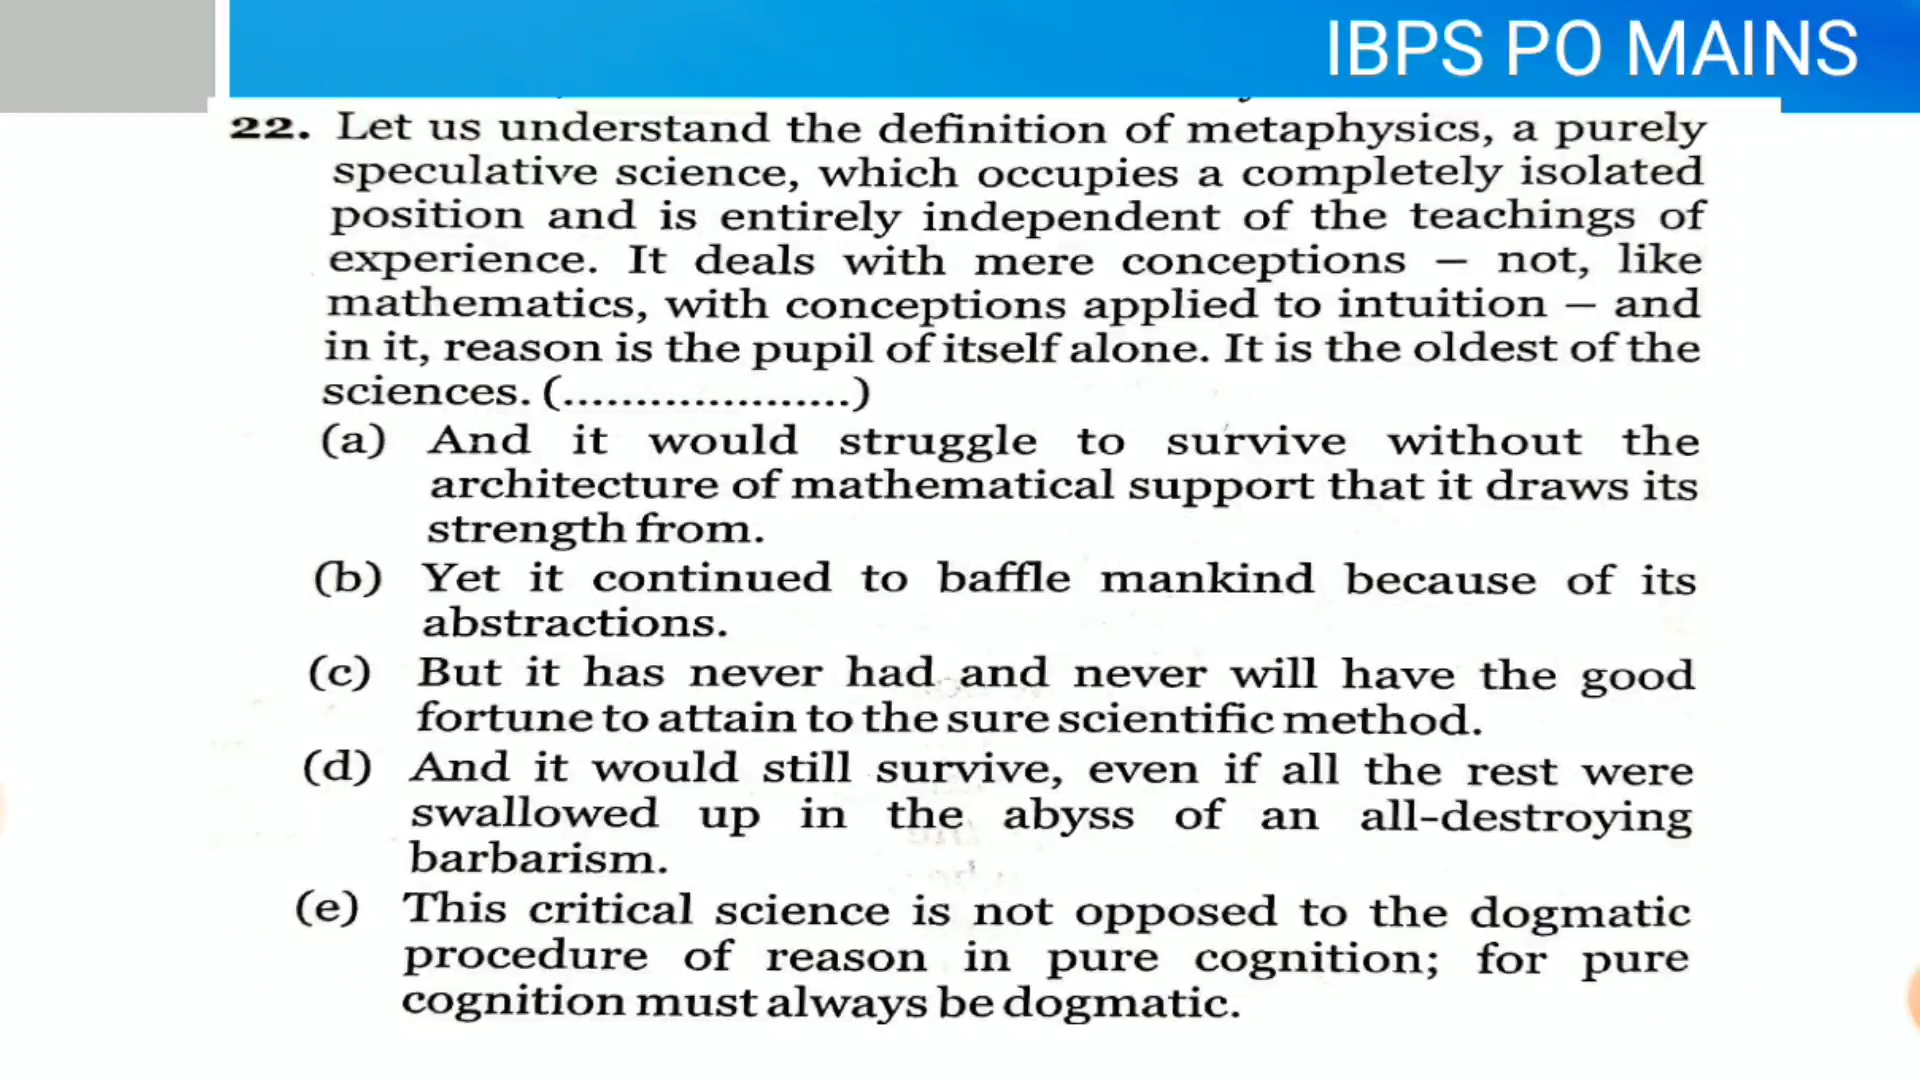 IBPS PO MAINS
22. Let us understand the definition of metaphysics, a purely
speculative science, which occupies a completely isolated
position and is entirely independent of the teachings of
experience. It deals with mere conceptions – not, like
mathematics, with conceptions applied to intuition – and
in it, reason is the pupil of itself alone. It is the oldest of the
sciences. (....................)
(a) And it would struggle to survive without the
architecture of mathematical support that it draws its
strength from.
(b) Yet it continued to baffle mankind because of its
abstractions.
(c) But it has never had and never will have the good
fortune to attain to the sure scientific method.
(d) And it would still survive, even if all the rest were
swallowed up in the abyss of an all-destroying
barbarism.
(e) This critical science is not opposed to the dogmatic
procedure of reason in pure cognition; for pure
cognition must always be dogmatic.